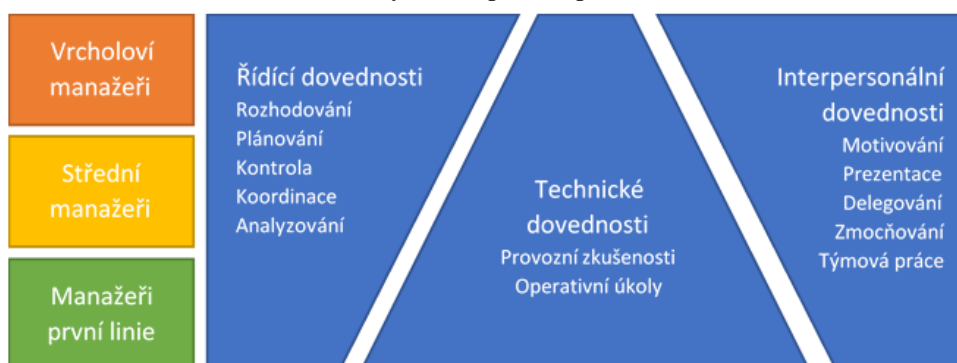 Vrcholoví
manažeři
Střední
manažeři
Manažeři
první linie
Řídící dovednosti
Rozhodování
Plánování
Kontrola
Koordinace
Analyzování
Technické
dovednosti
Provozní zkušenosti
Operativní úkoly
Interpersonální
dovednosti
Motivování
Prezentace
Delegování
Zmocňování
Týmová práce